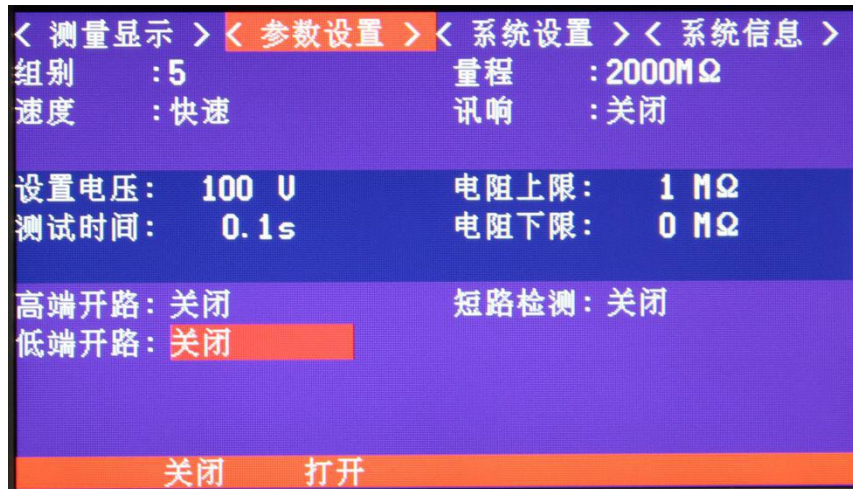 < 测量显示 > < 参数设置 > < 系统设置 > < 系统信息 >
组别 :5 量程 :2000MΩ
速度 :快速 讯响 :关闭
设置电压: 100 V 电阻上限: 1 MΩ
测试时间: 0.1s 电阻下限: 0 MΩ
高端开路:关闭 短路检测:关闭
低端开路:关闭
关闭 打开